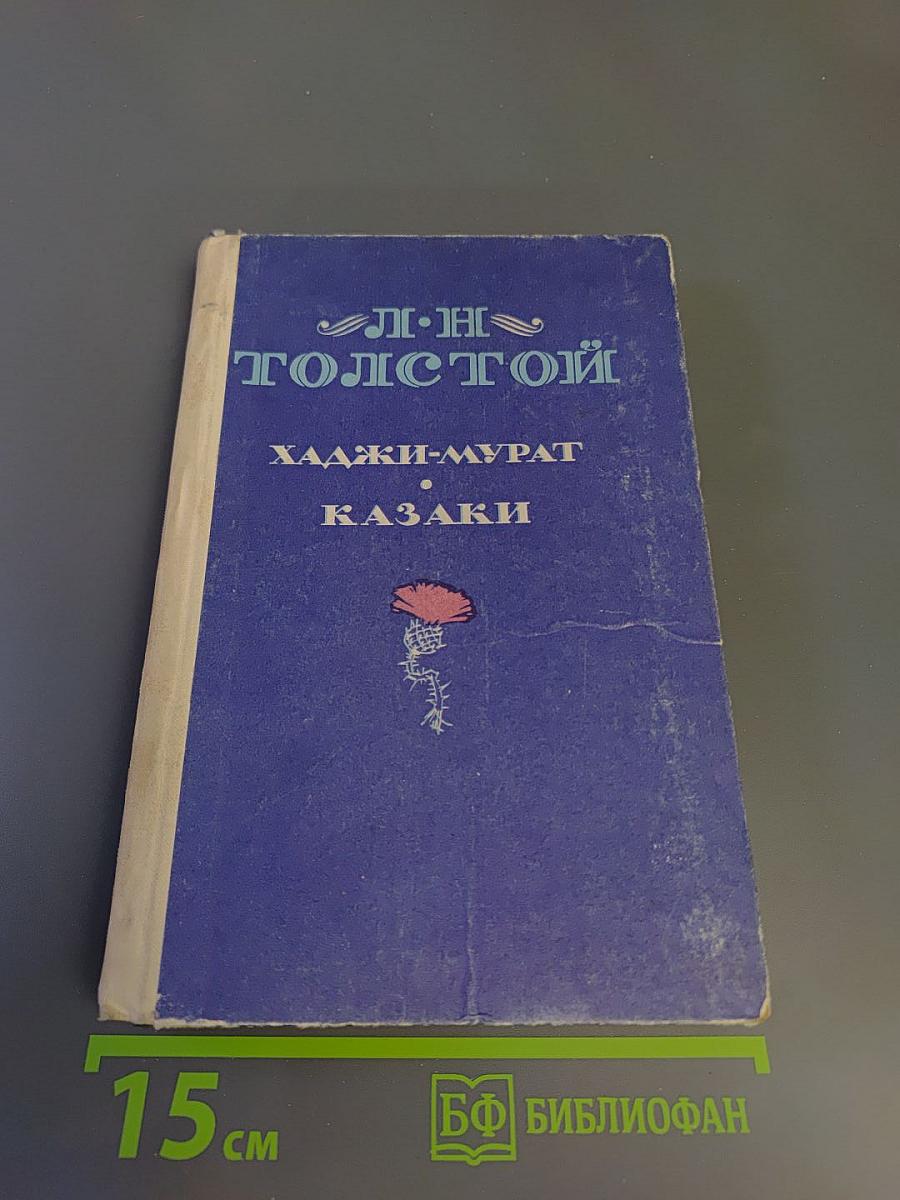 Л·Н
ТОЛСТОЙ
ХАДЖИ-МУРАТ
·
КАЗАКИ
15 см
БФ БИБЛИОФАН